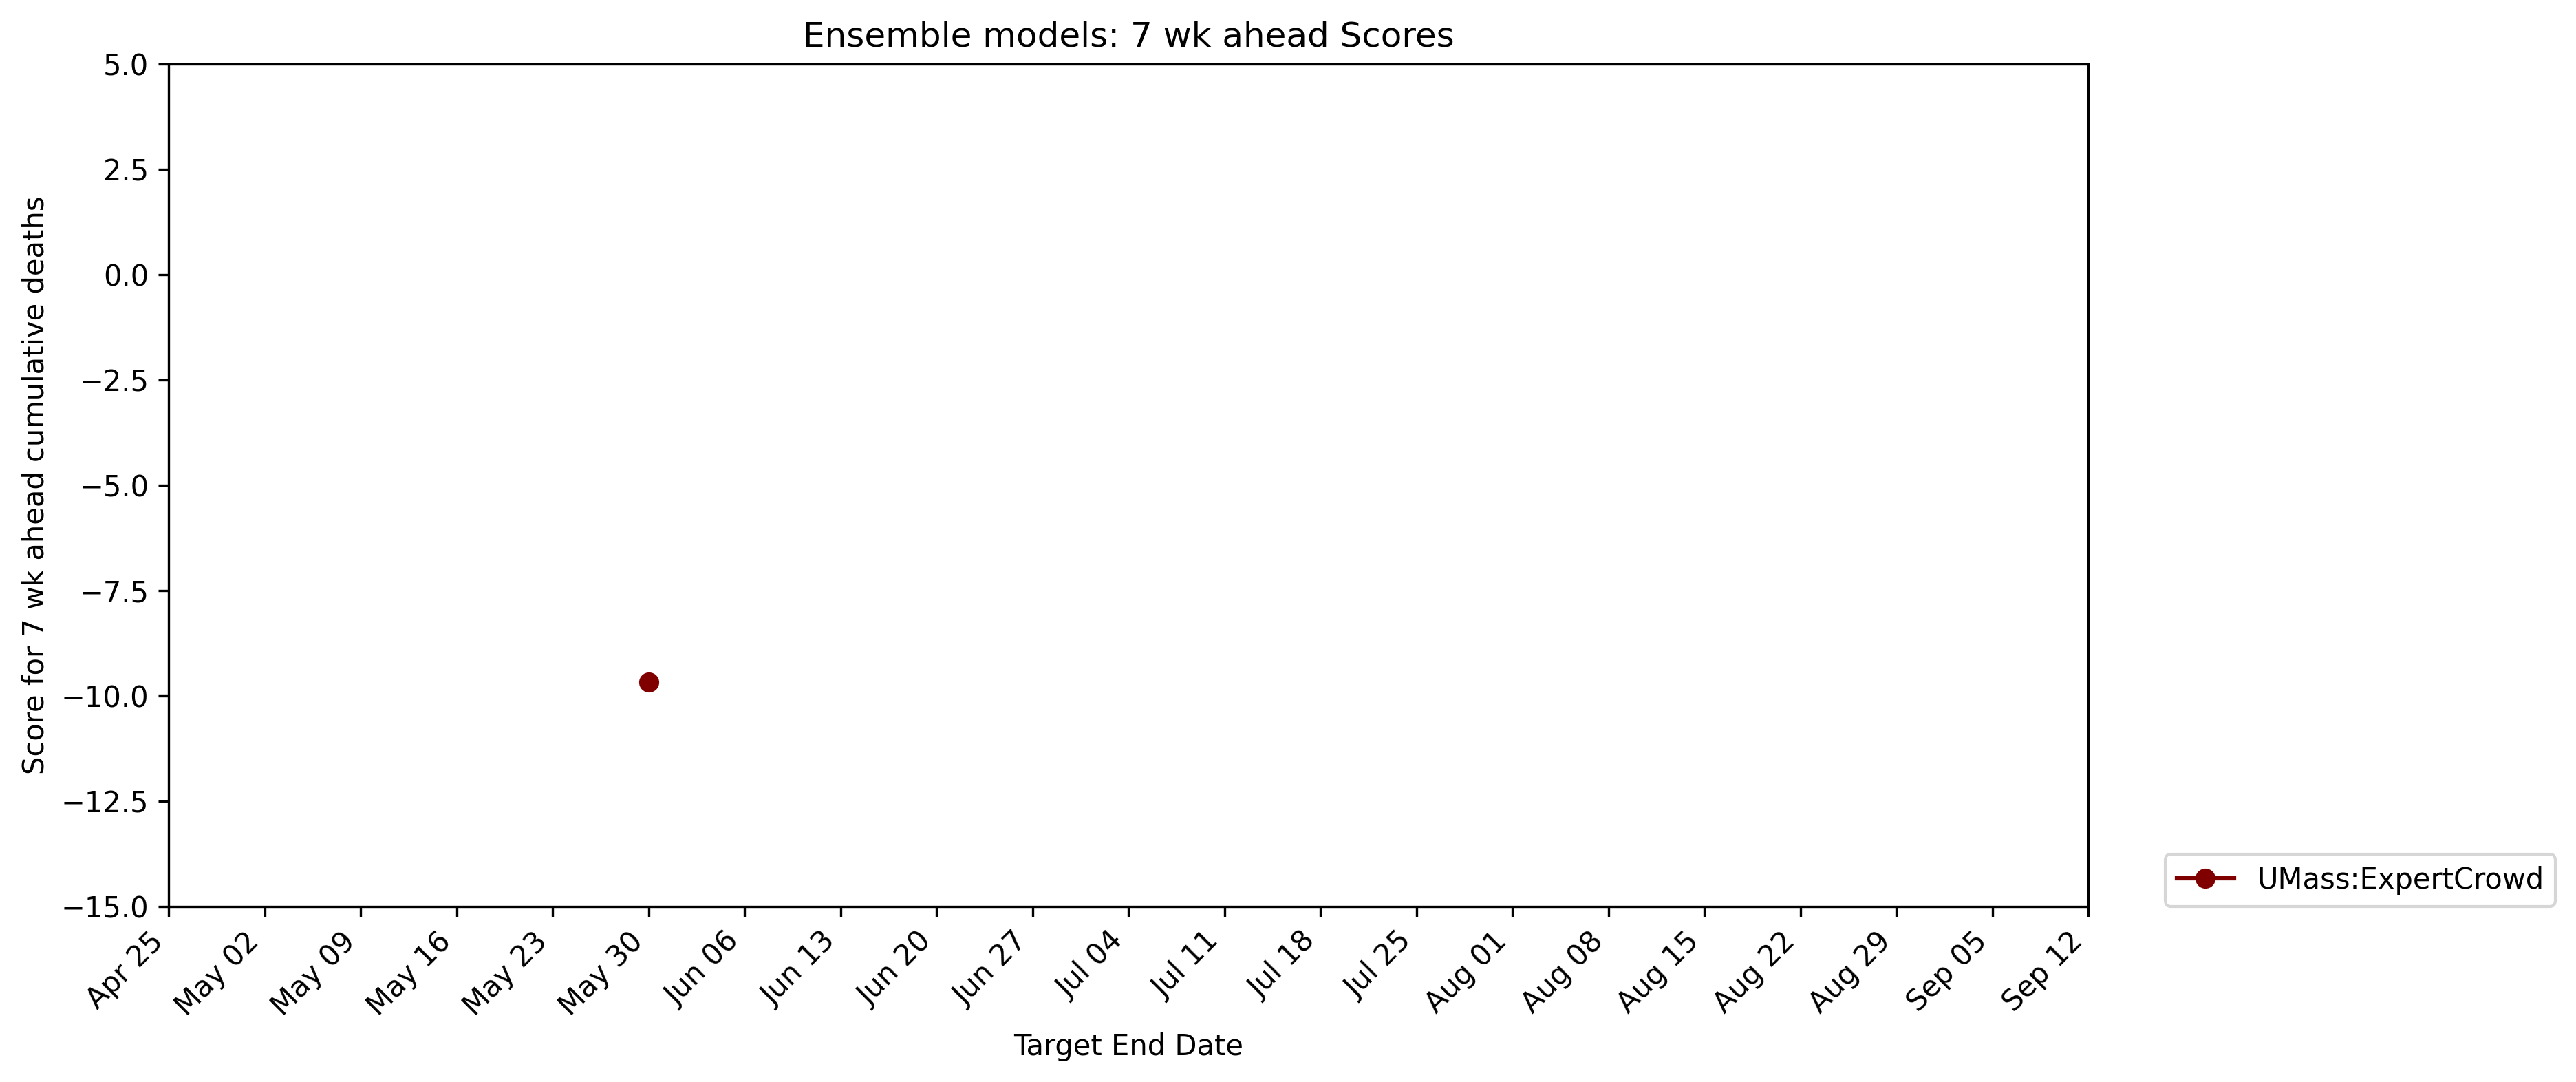 Ensemble models: 7 wk ahead Scores
Score for 7 wk ahead cumulative deaths
5.0
2.5
0.0
−2.5
−5.0
−7.5
−10.0
−12.5
−15.0
Apr 25
May 02
May 09
May 16
May 23
May 30
Jun 06
Jun 13
Jun 20
Jun 27
Jul 04
Jul 11
Jul 18
Jul 25
Aug 01
Aug 08
Aug 15
Aug 22
Aug 29
Sep 05
Sep 12
Target End Date
UMass:ExpertCrowd